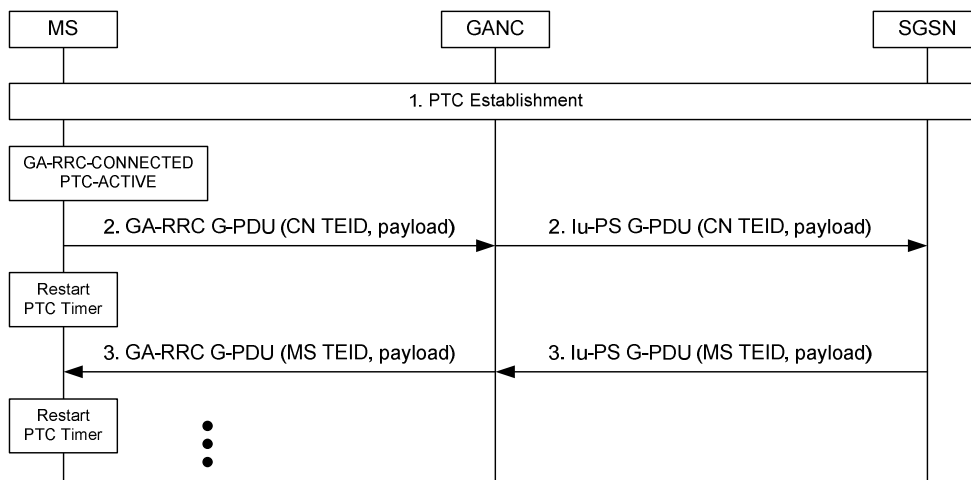 MS
GANC
SGSN
1. PTC Establishment
GA-RRC-CONNECTED
PTC-ACTIVE
2. GA-RRC G-PDU (CN TEID, payload)
2. Iu-PS G-PDU (CN TEID, payload)
Restart
PTC Timer
3. GA-RRC G-PDU (MS TEID, payload)
3. Iu-PS G-PDU (MS TEID, payload)
Restart
PTC Timer